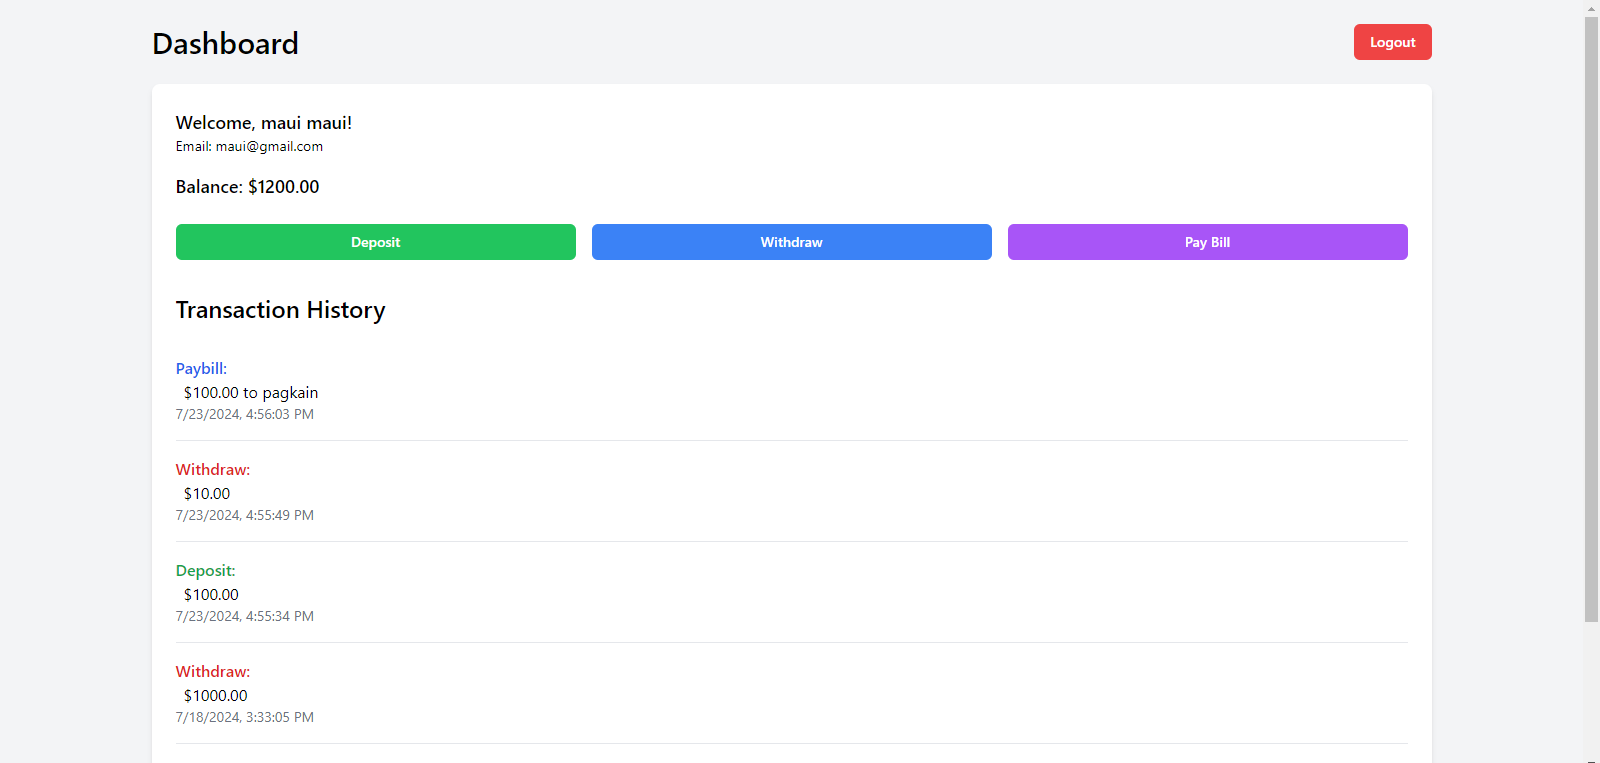 Dashboard
Logout
Welcome, maui maui!
Email: maui@gmail.com
Balance: $1200.00
Deposit
Withdraw
Pay Bill
Transaction History
Paybill:
$100.00 to pagkain
7/23/2024, 4:56:03 PM
Withdraw:
$10.00
7/23/2024, 4:55:49 PM
Deposit:
$100.00
7/23/2024, 4:55:34 PM
Withdraw:
$1000.00
7/18/2024, 3:33:05 PM